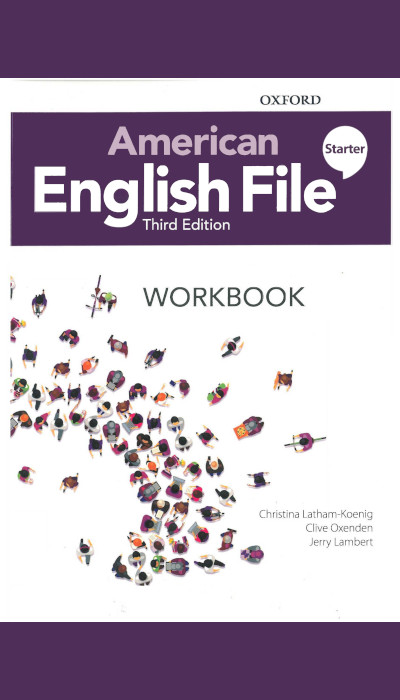 OXFORD
American
Starter
English File
Third Edition
WORKBOOK
Christina Latham-Koenig
Clive Oxenden
Jerry Lambert